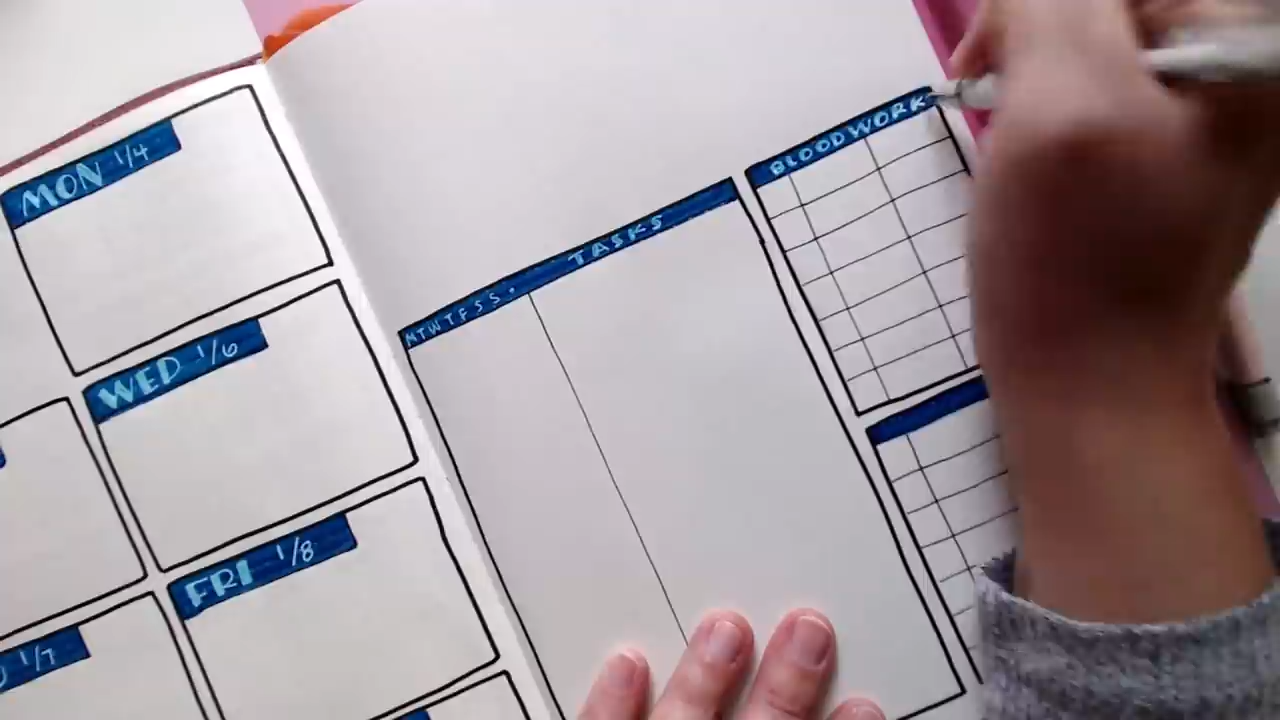 MON 1/4
WED 1/6
FRI 1/8
1/7
MTWTFSS.
TASKS
BLOODWORK